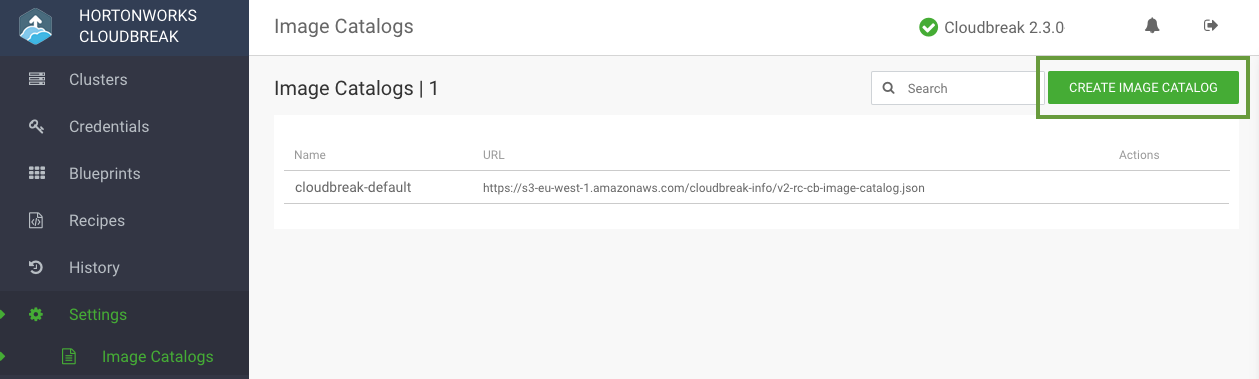 HORTONWORKS
CLOUDBREAK
Clusters
Credentials
Blueprints
Recipes
History
Settings
Image Catalogs
Image Catalogs
Cloudbreak 2.3.0
Image Catalogs | 1
Search
CREATE IMAGE CATALOG
Name URL Actions
cloudbreak-default https://s3-eu-west-1.amazonaws.com/cloudbreak-info/v2-rc-cb-image-catalog.json